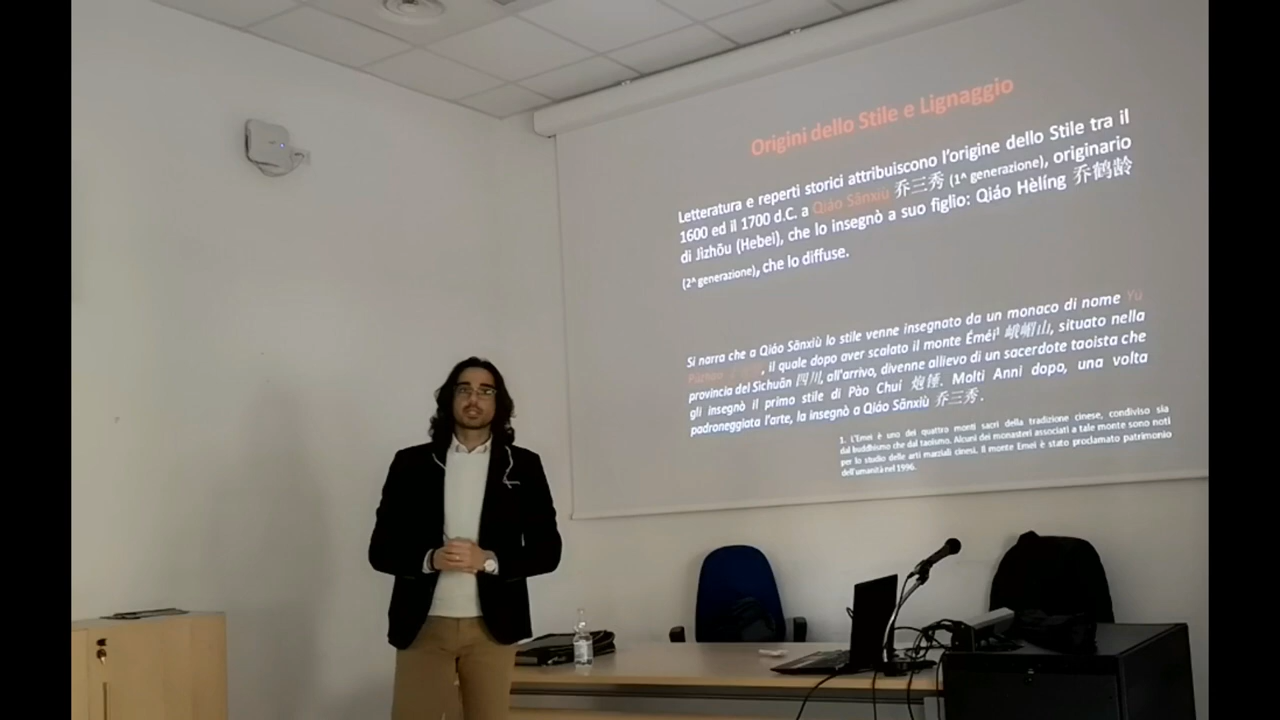 Origini dello Stile e Lignaggio
Letteratura e reperti storici attribuiscono l'origine dello Stile tra il
1600 ed il 1700 d.C. a Qiáo Sānxiù 乔三秀 (1^ generazione), originario
di Jìzhōu (Hebei), che lo insegnò a suo figlio: Qiáo Hèlíng 乔鹤龄
(2^ generazione), che lo diffuse.
Si narra che a Qiáo Sānxiù lo stile venne insegnato da un monaco di nome Yú
, il quale dopo aver scalato il monte Éméi¹ 峨嵋山, situato nella
provincia del Sìchuān 四川, all'arrivo, divenne allievo di un sacerdote taoista che
gli insegnò il primo stile di Pào Chuí 炮锤. Molti Anni dopo, una volta
padroneggiata l'arte, la insegnò a Qiáo Sānxiù 乔三秀.
1. L'Emei è uno dei quattro monti sacri della tradizione cinese, condiviso sia
dal buddhismo che dal taoismo. Alcuni dei monasteri associati a tale monte sono noti
per lo studio delle arti marziali cinesi. Il monte Emei è stato proclamato patrimonio
dell'umanità nel 1996.